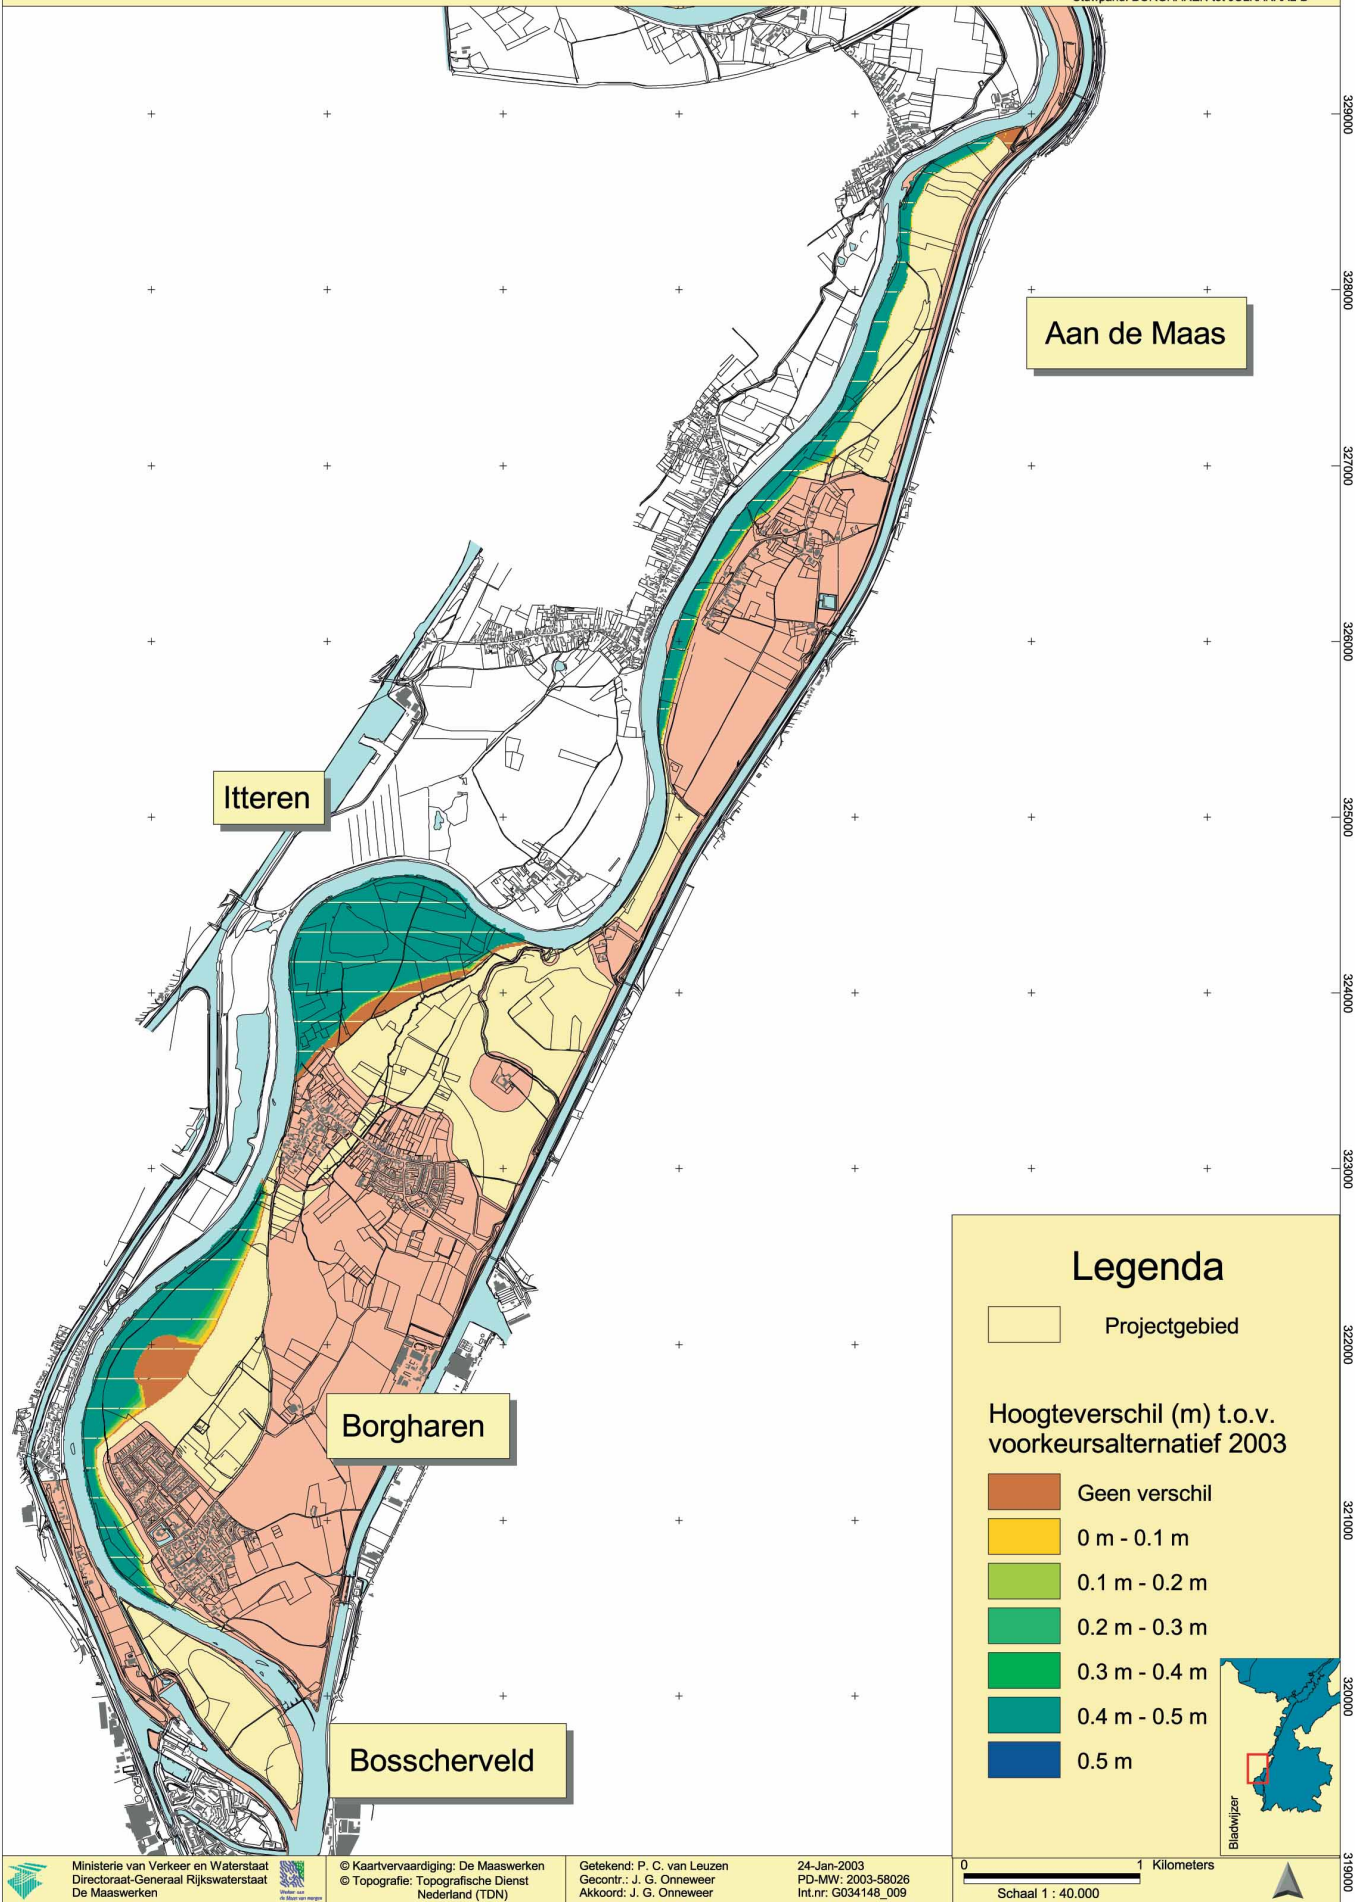 329000
328000
Aan de Maas
327000
326000
Itteren
325000
324000
323000
322000
Borgharen
321000
320000
Bosscherveld
319000
Legenda
Projectgebied
Hoogteverschil (m) t.o.v.
voorkeursalternatief 2003
Geen verschil
0 m - 0.1 m
0.1 m - 0.2 m
0.2 m - 0.3 m
0.3 m - 0.4 m
0.4 m - 0.5 m
0.5 m
Bladwijzer
Ministerie van Verkeer en Waterstaat
Directoraat-Generaal Rijkswaterstaat
De Maaswerken
© Kaartvervaardiging: De Maaswerken
© Topografie: Topografische Dienst
Nederland (TDN)
Getekend: P. C. van Leuzen
Gecontr.: J. G. Onneweer
Akkoord: J. G. Onneweer
24-Jan-2003
PD-MW: 2003-58026
Int.nr: G034148_009
0 1 Kilometers
Schaal 1 : 40.000